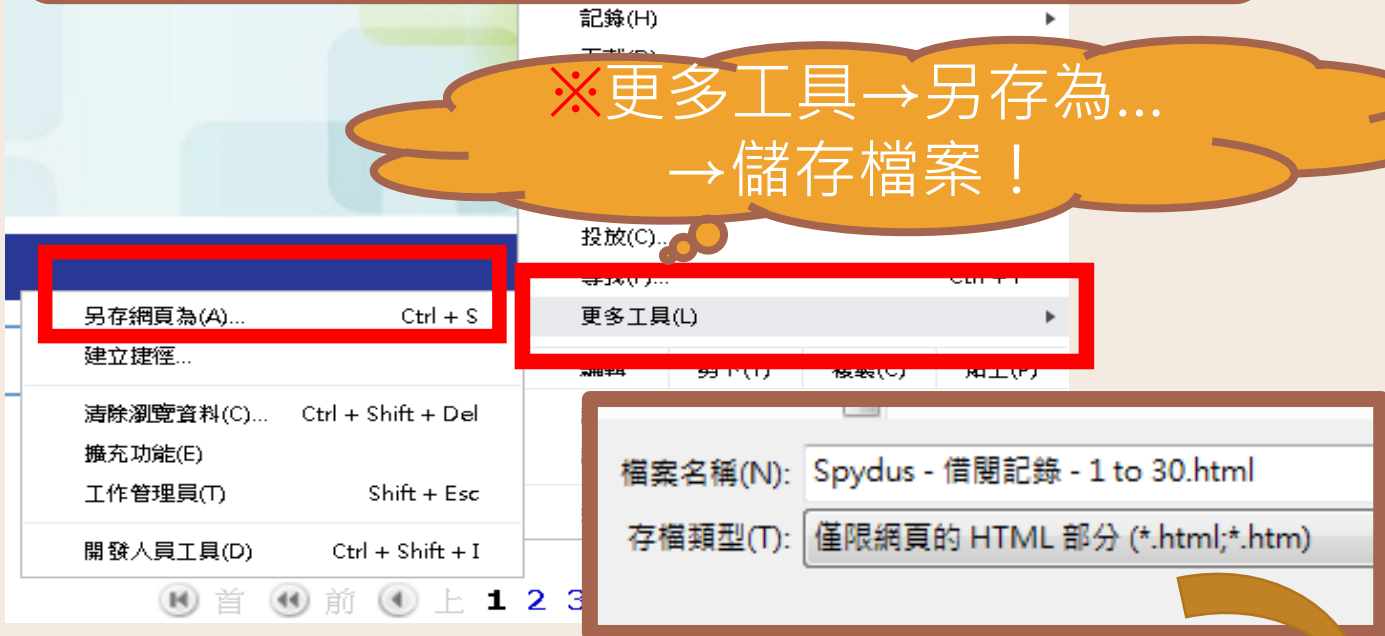 記錄(H)
※更多工具→另存為...
→儲存檔案！
投放(C)...
更多工具(L)
另存網頁為(A)... Ctrl + S
建立捷徑...
清除瀏覽資料(C)... Ctrl + Shift + Del
擴充功能(E)
工作管理員(T) Shift + Esc
開發人員工具(D) Ctrl + Shift + I
檔案名稱(N): Spydus - 借閱記錄 - 1 to 30.html
存檔類型(T): 僅限網頁的 HTML 部分 (*.html;*.htm)
首 前 上 1 2 3